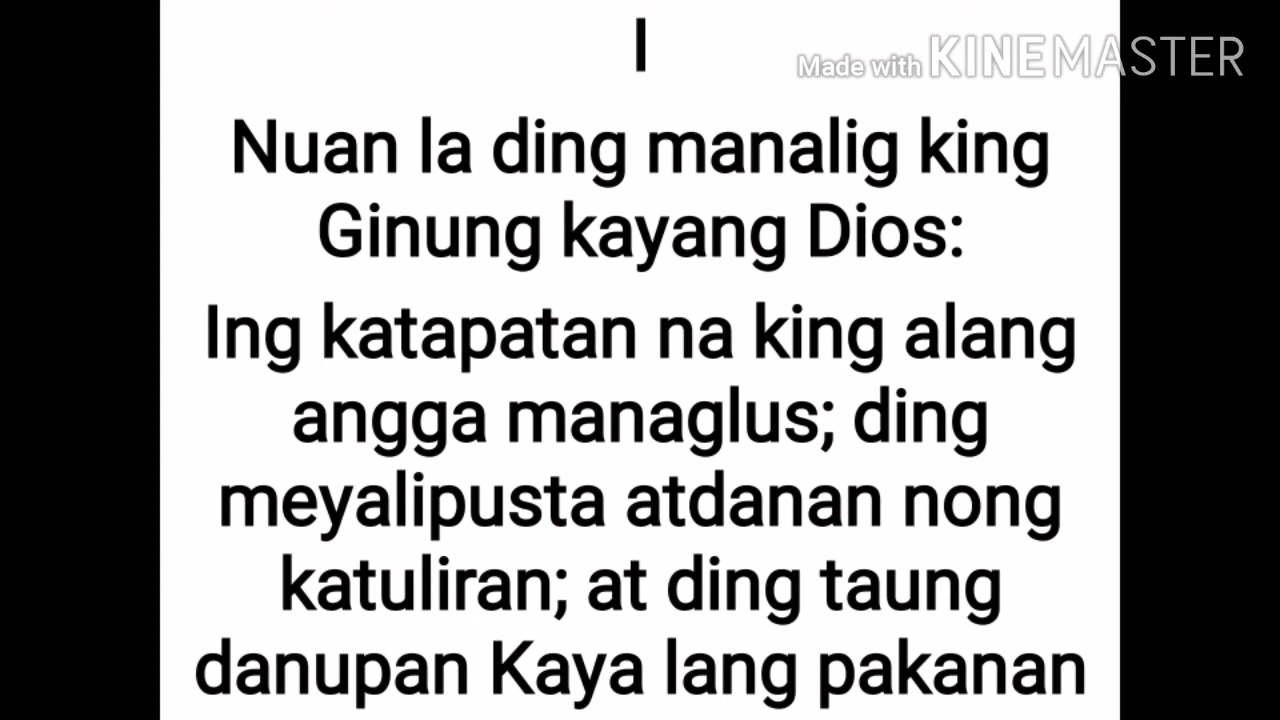 I
Made with KINEMASTER
Nuan la ding manalig king
Ginung kayang Dios:
Ing katapatan na king alang
angga managlus; ding
meyalipusta atdanan nong
katuliran; at ding taung
danupan Kaya lang pakanan